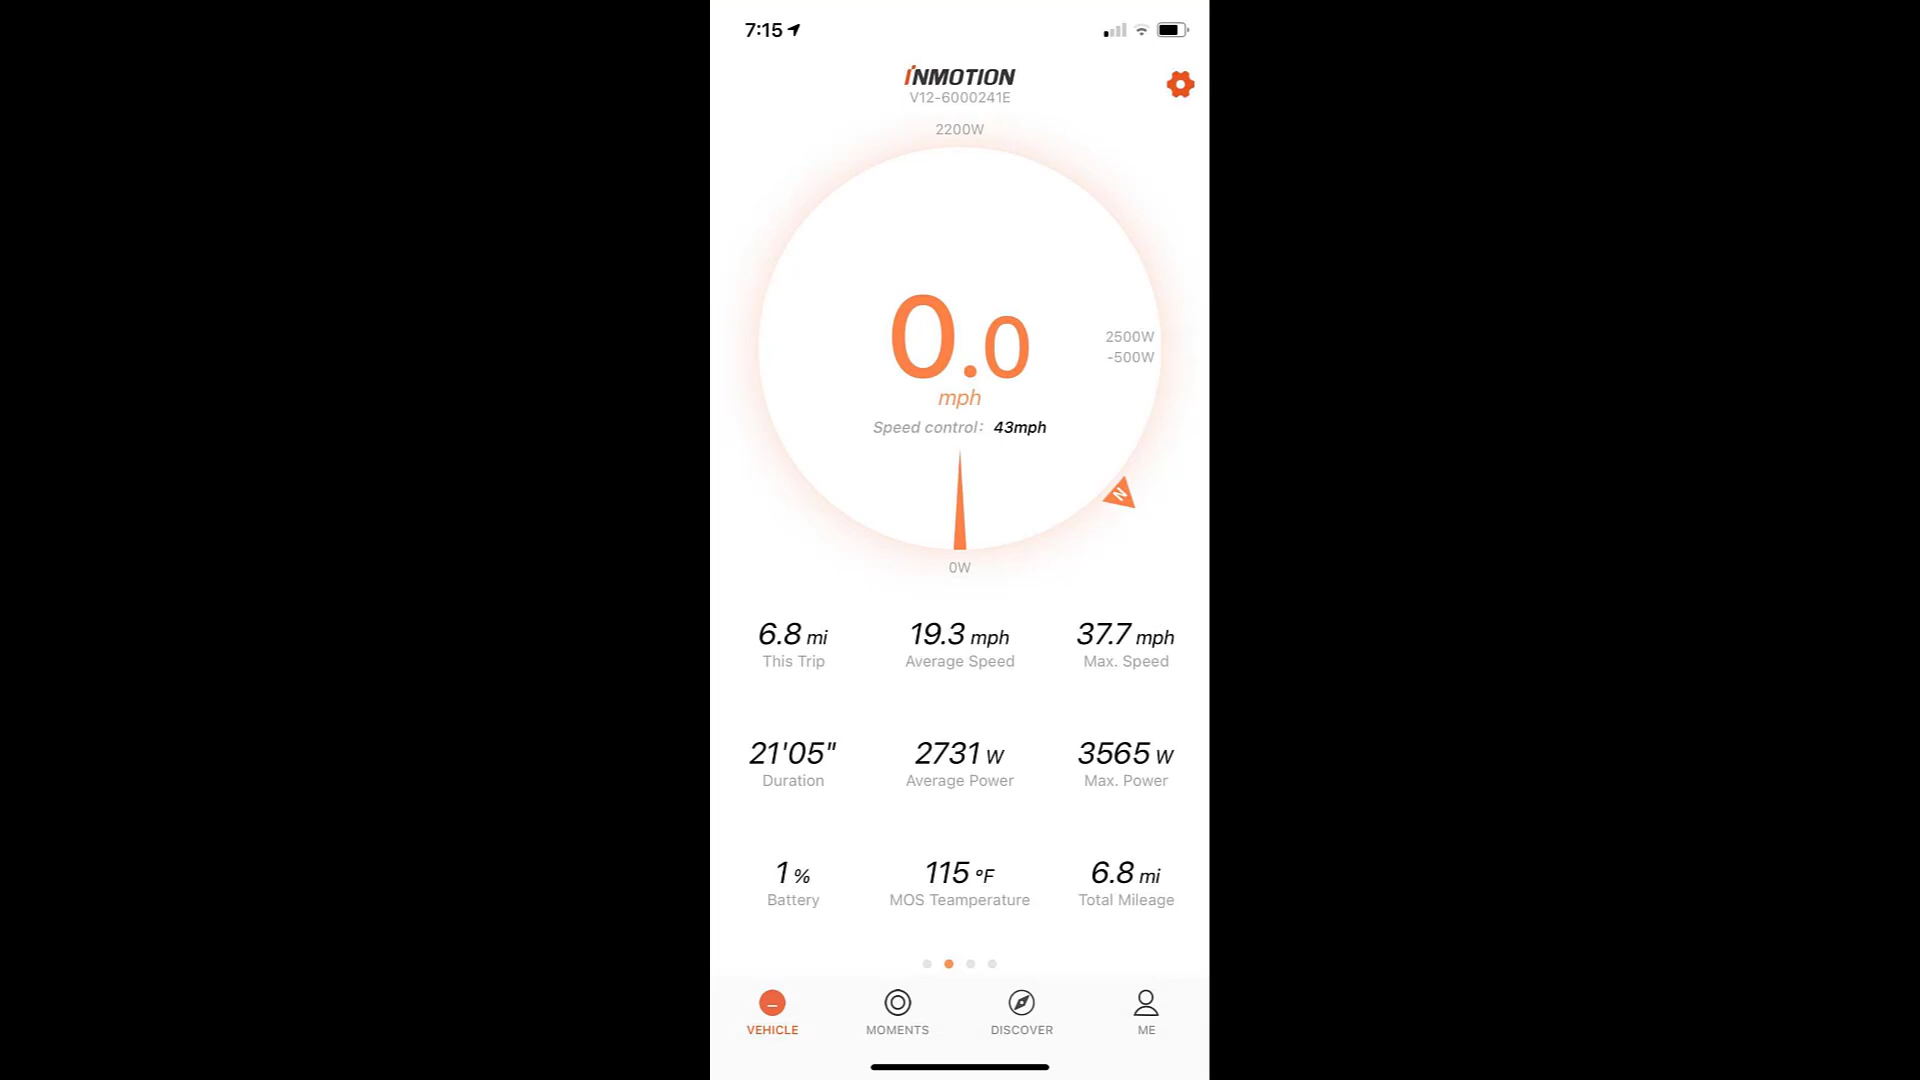 7:15
INMOTION
V12-6000241E
2200W
0.0
mph
2500W
-500W
Speed control: 43mph
N
0W
6.8 mi 19.3 mph 37.7 mph
This Trip Average Speed Max. Speed
21'05" 2731 W 3565 W
Duration Average Power Max. Power
1 % 115 °F 6.8 mi
Battery MOS Teamperature Total Mileage
VEHICLE MOMENTS DISCOVER ME